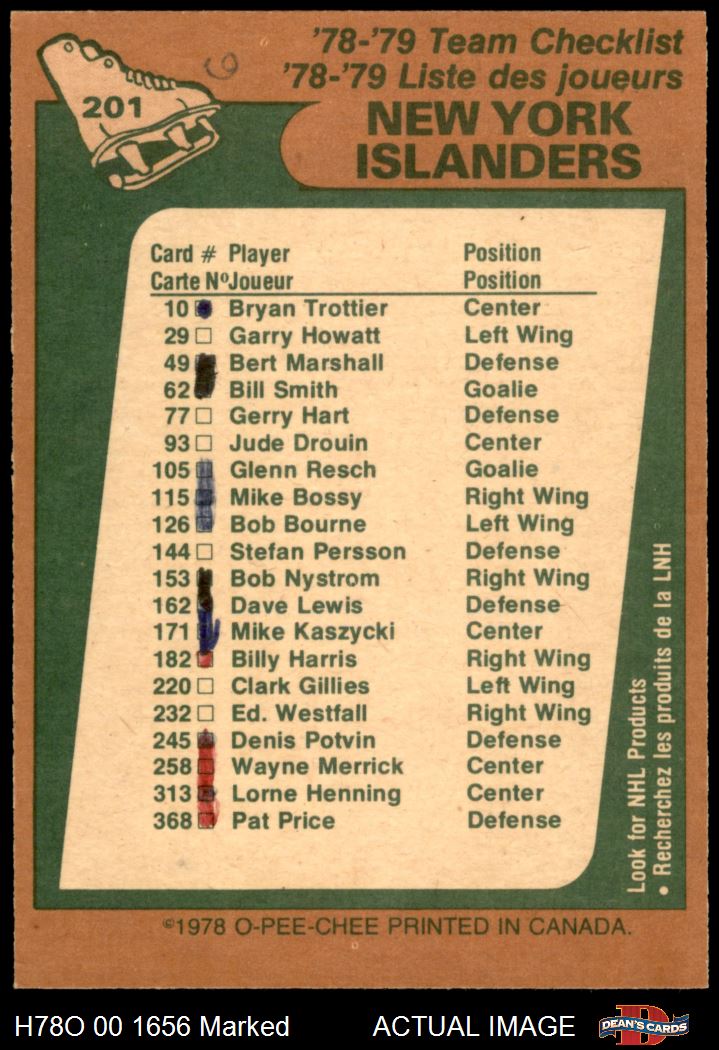 '78-'79 Team Checklist
'78-'79 Liste des joueurs
201
6
NEW YORK
ISLANDERS
Card # Player Position
Carte Nº Joueur Position
10 Bryan Trottier Center
29 Garry Howatt Left Wing
49 Bert Marshall Defense
62 Bill Smith Goalie
77 Gerry Hart Defense
93 Jude Drouin Center
105 Glenn Resch Goalie
115 Mike Bossy Right Wing
126 Bob Bourne Left Wing
144 Stefan Persson Defense
153 Bob Nystrom Right Wing
162 Dave Lewis Defense
171 Mike Kaszycki Center
182 Billy Harris Right Wing
220 Clark Gillies Left Wing
232 Ed. Westfall Right Wing
245 Denis Potvin Defense
258 Wayne Merrick Center
313 Lorne Henning Center
368 Pat Price Defense
Look for NHL Products
• Recherchez les produits de la LNH
©1978 O-PEE-CHEE PRINTED IN CANADA.
H78O 00 1656 Marked ACTUAL IMAGE
DEAN'S CARDS